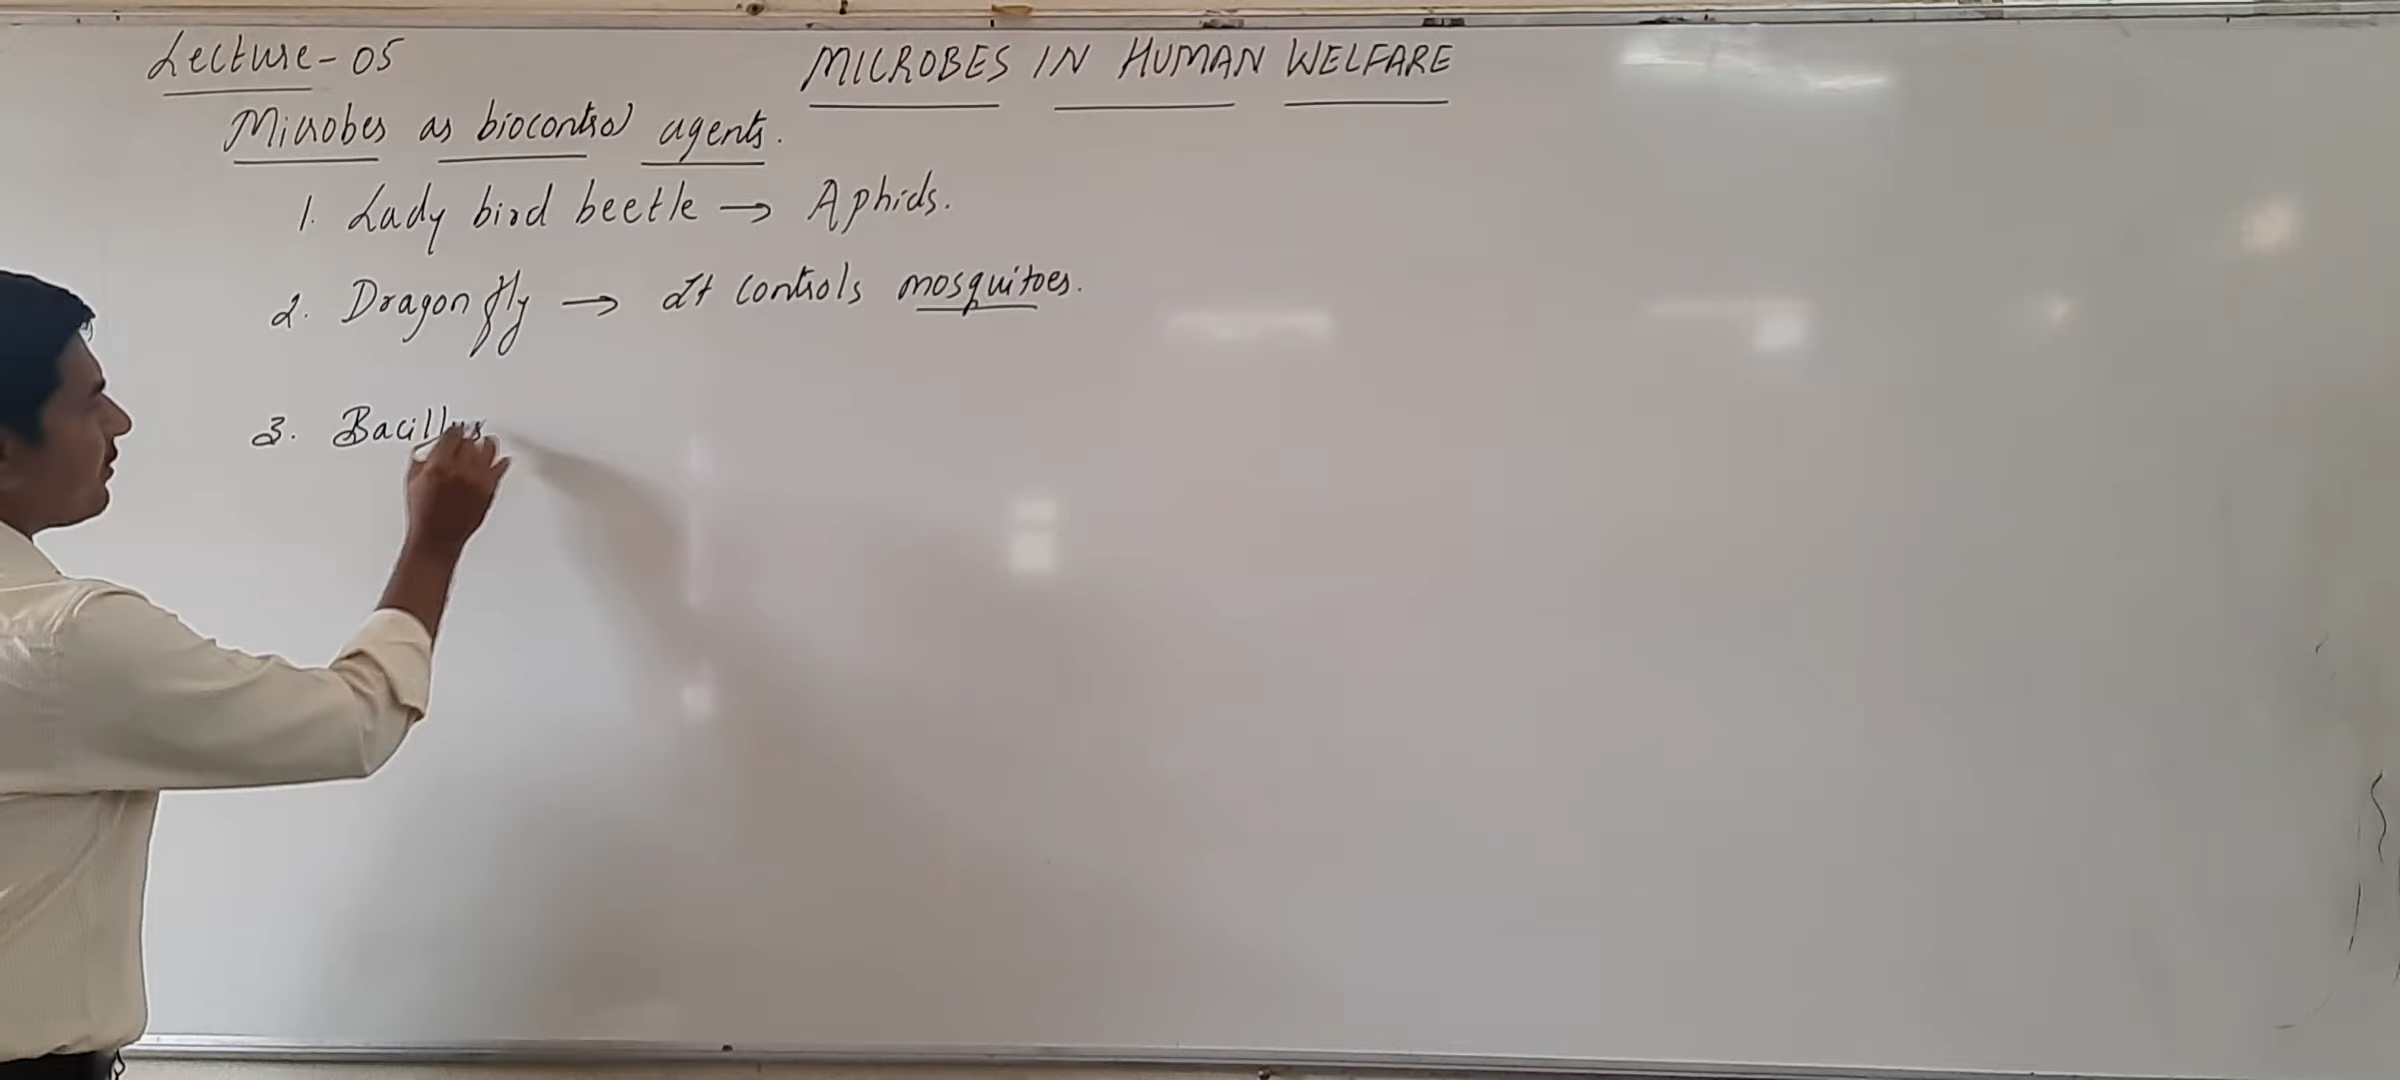 Lecture - 05
MICROBES IN HUMAN WELFARE
Microbes as biocontrol agents.
1. Lady bird beetle → Aphids.
2. Dragon fly → It controls mosquitoes.
3. Bacillus